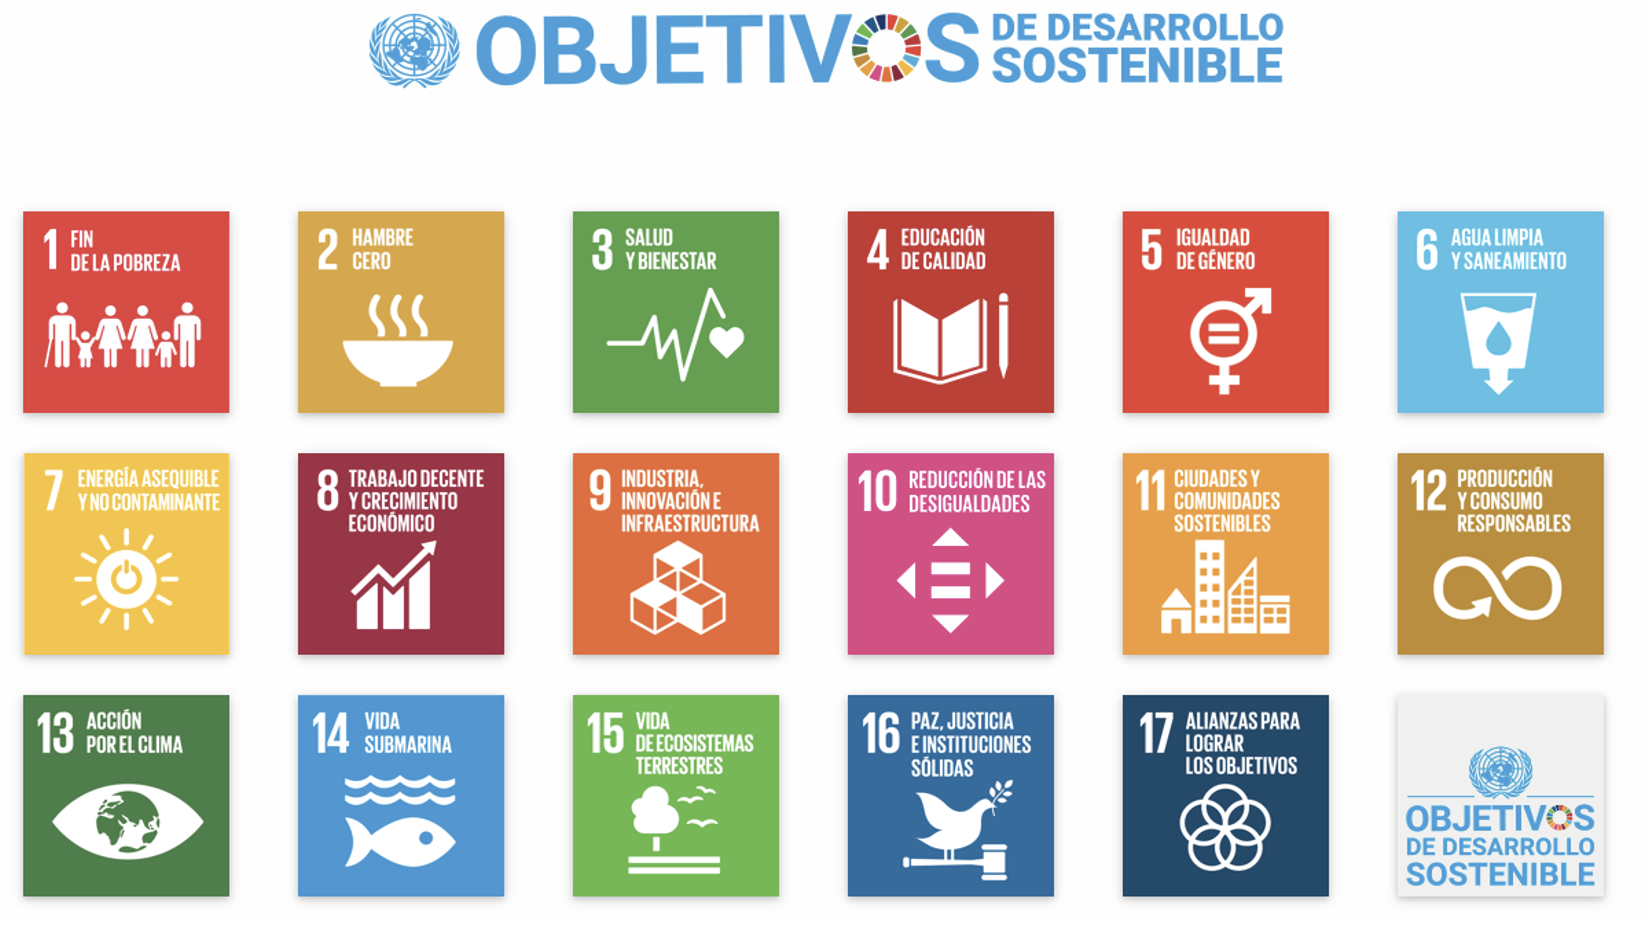 OBJETIVOS DE DESARROLLO
SOSTENIBLE
1 FIN
DE LA POBREZA
2 HAMBRE
CERO
3 SALUD
Y BIENESTAR
4 EDUCACIÓN
DE CALIDAD
5 IGUALDAD
DE GÉNERO
6 AGUA LIMPIA
Y SANEAMIENTO
7 ENERGÍA ASEQUIBLE
Y NO CONTAMINANTE
8 TRABAJO DECENTE
Y CRECIMIENTO
ECONÓMICO
9 INDUSTRIA,
INNOVACIÓN E
INFRAESTRUCTURA
10 REDUCCIÓN DE LAS
DESIGUALDADES
11 CIUDADES Y
COMUNIDADES
SOSTENIBLES
12 PRODUCCIÓN
Y CONSUMO
RESPONSABLES
13 ACCIÓN
POR EL CLIMA
14 VIDA
SUBMARINA
15 VIDA
DE ECOSISTEMAS
TERRESTRES
16 PAZ, JUSTICIA
E INSTITUCIONES
SÓLIDAS
17 ALIANZAS PARA
LOGRAR
LOS OBJETIVOS
OBJETIVOS
DE DESARROLLO
SOSTENIBLE